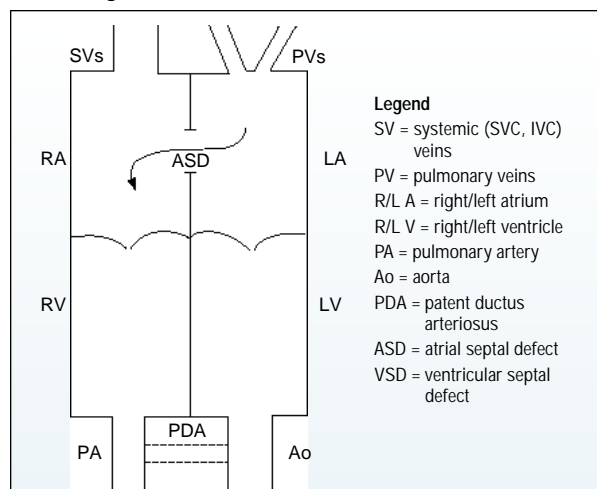 SVs
PVs
RA
ASD
LA
RV
LV
PDA
PA
Ao
Legend
SV = systemic (SVC, IVC)
veins
PV = pulmonary veins
R/L A = right/left atrium
R/L V = right/left ventricle
PA = pulmonary artery
Ao = aorta
PDA = patent ductus
arteriosus
ASD = atrial septal defect
VSD = ventricular septal
defect